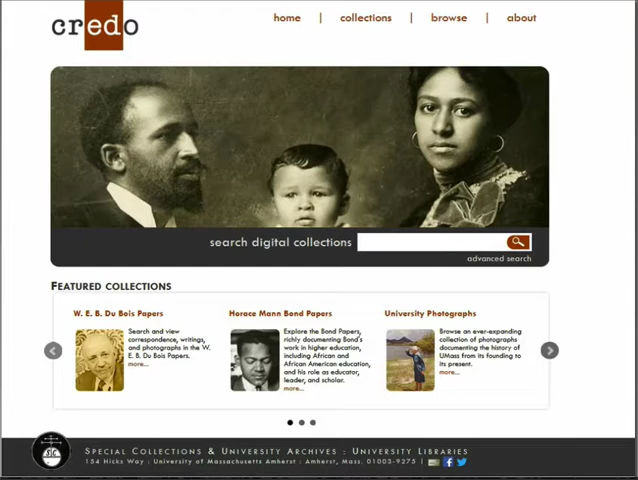 credo
home | collections | browse | about
search digital collections
advanced search
FEATURED COLLECTIONS
W. E. B. Du Bois Papers
Search and view
correspondence, writings,
and photographs in the W.
E. B. Du Bois Papers.
more...
Horace Mann Bond Papers
Explore the Bond Papers,
richly documenting Bond's
work in higher education,
including African and
African American education,
and his role as educator,
leader, and scholar.
more...
University Photographs
Browse an ever-expanding
collection of photographs
documenting the history of
UMass from its founding to
its present.
more...
SPECIAL COLLECTIONS & UNIVERSITY ARCHIVES : UNIVERSITY LIBRARIES
154 Hicks Way : University of Massachusetts Amherst : Amherst, Mass. 01003-9275 |